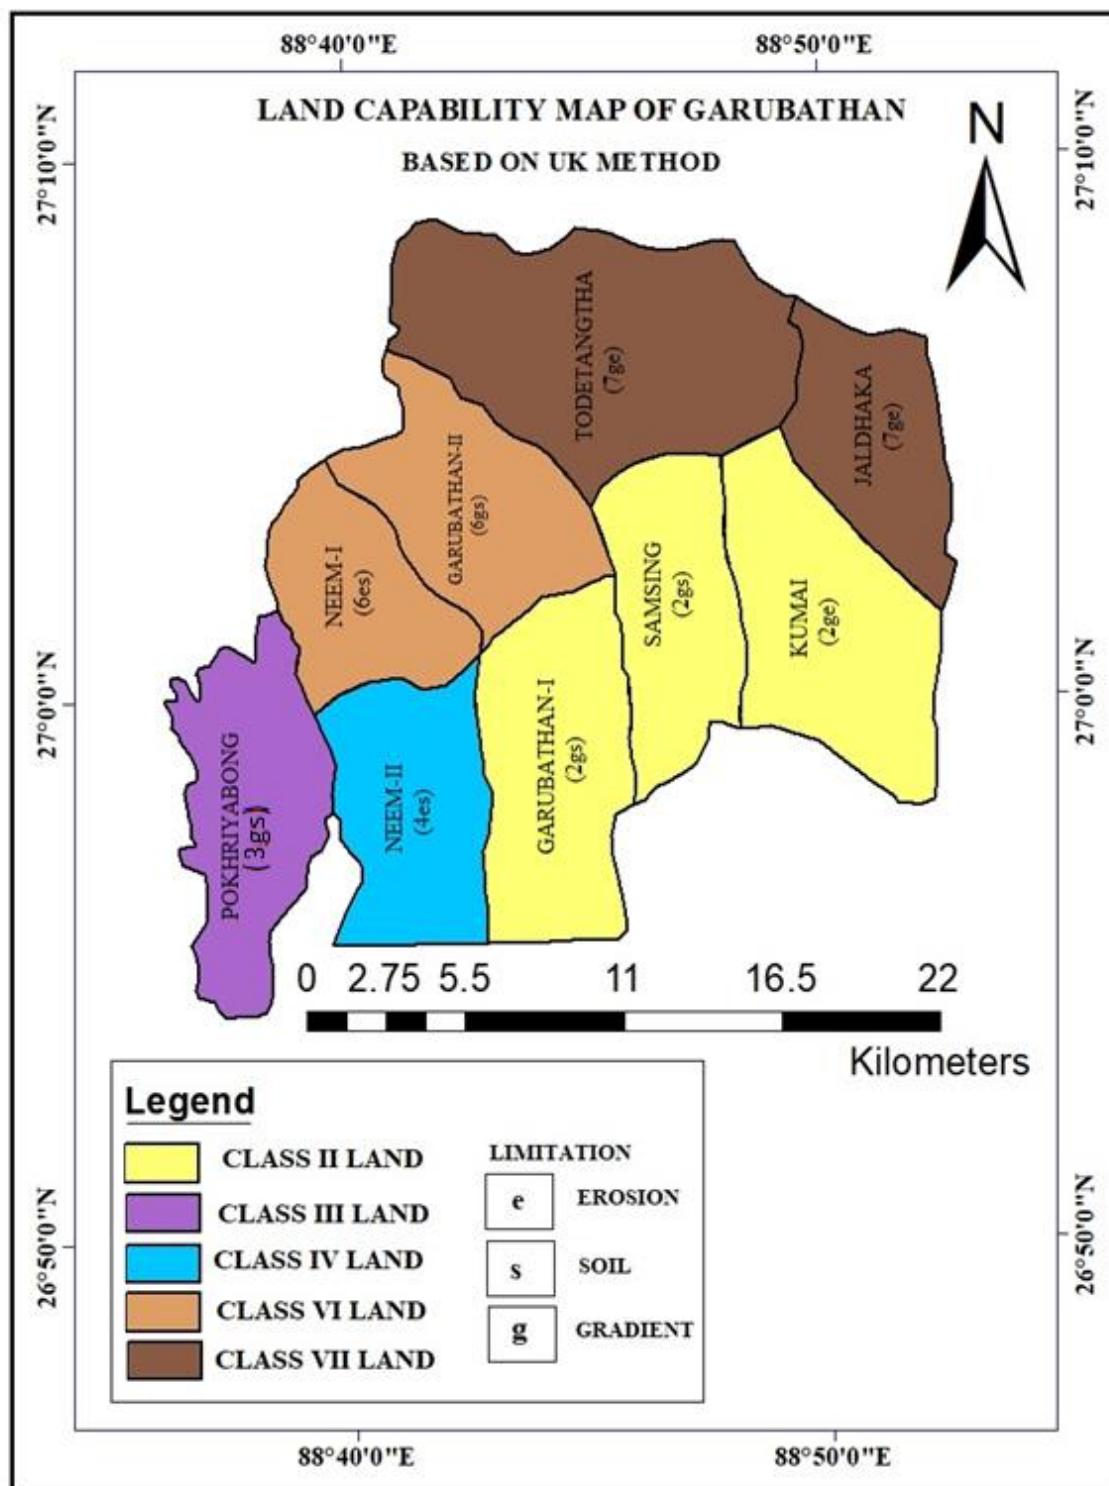 88°40'0"E
88°50'0"E
LAND CAPABILITY MAP OF GARUBATHAN
BASED ON UK METHOD
N
27°10'0"N
27°10'0"N
TODETANGTHA
(7ge)
JALDHAKA
(7ge)
GARUBATHAN-II
(6gs)
NEEM-I
(6es)
SAMSING
(2gs)
KUMAI
(2ge)
27°0'0"N
27°0'0"N
POKHRIYABONG
(3gs)
NEEM-II
(4es)
GARUBATHAN-I
(2gs)
0 2.75 5.5 11 16.5 22
Kilometers
Legend
CLASS II LAND
CLASS III LAND
CLASS IV LAND
CLASS VI LAND
CLASS VII LAND
LIMITATION
e EROSION
s SOIL
g GRADIENT
26°50'0"N
26°50'0"N
88°40'0"E
88°50'0"E